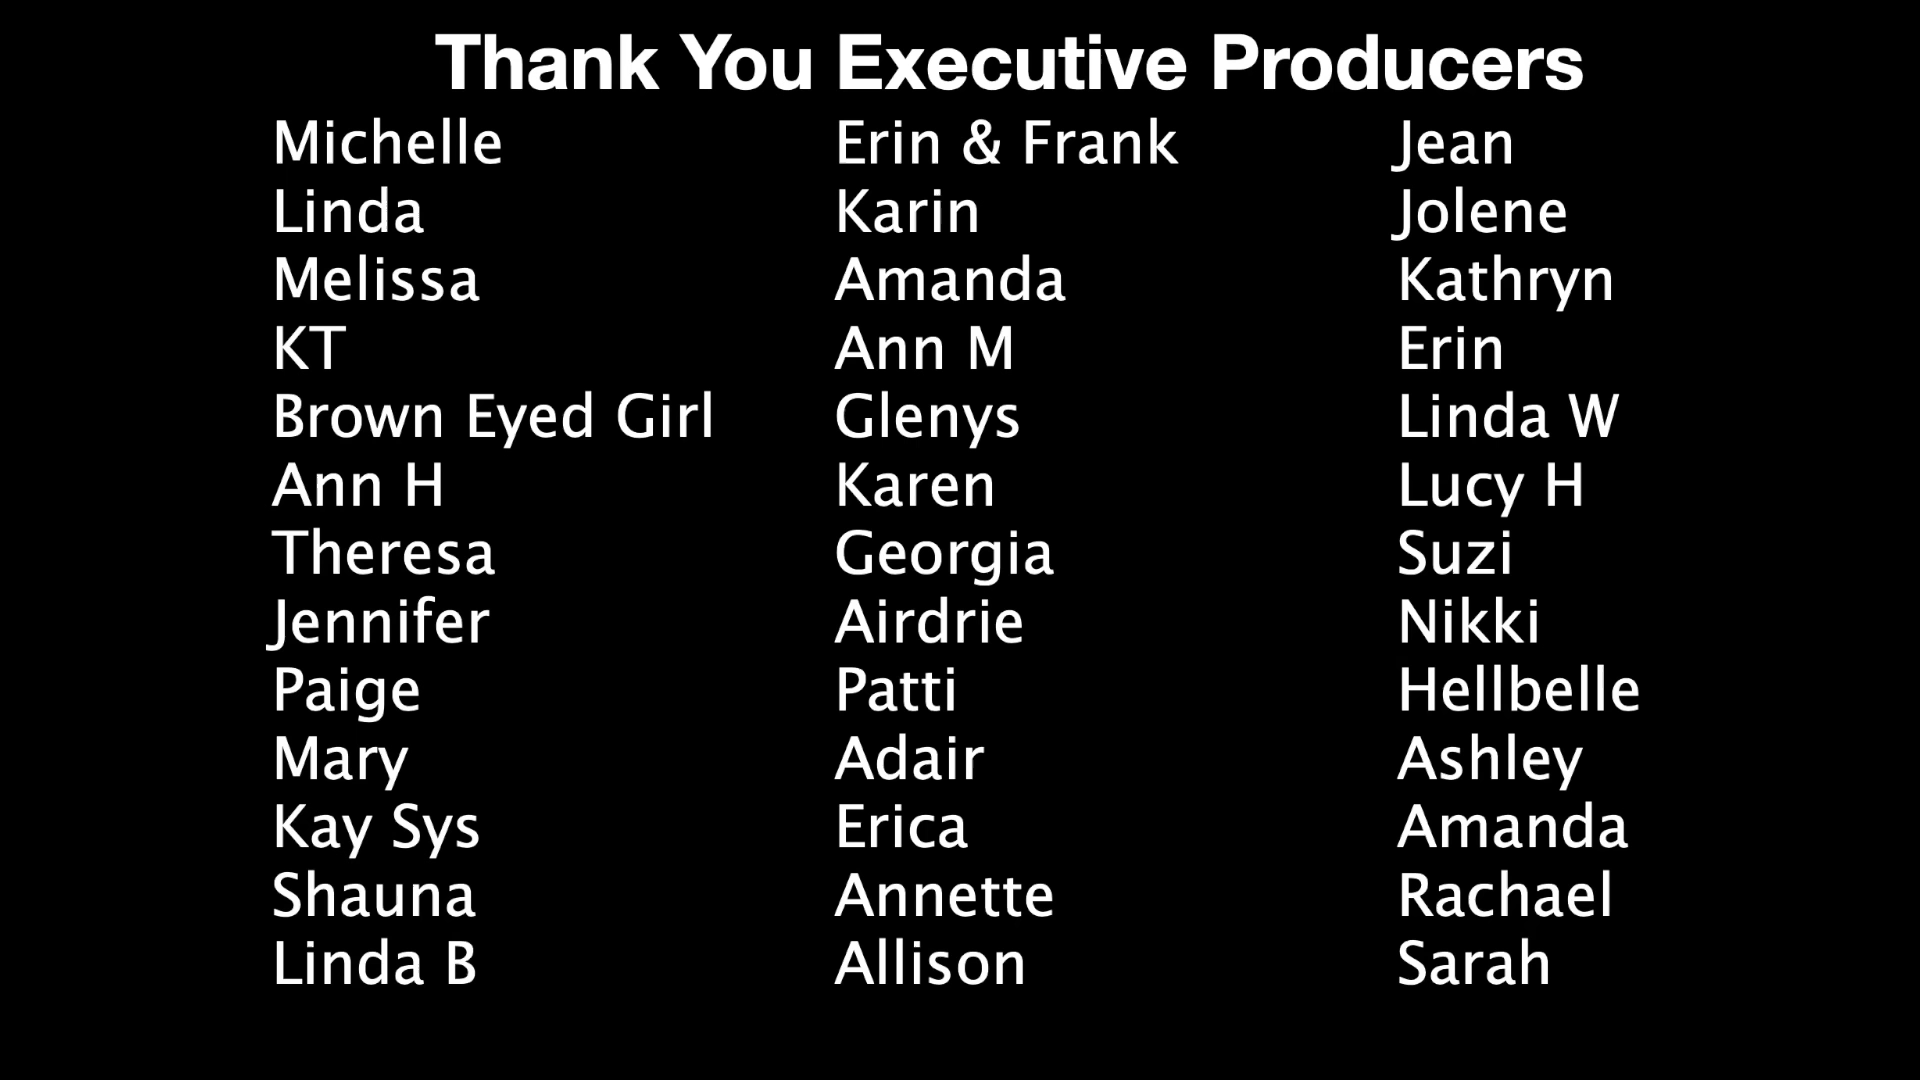 Thank You Executive Producers
Michelle
Linda
Melissa
KT
Brown Eyed Girl
Ann H
Theresa
Jennifer
Paige
Mary
Kay Sys
Shauna
Linda B
Erin & Frank
Karin
Amanda
Ann M
Glenys
Karen
Georgia
Airdrie
Patti
Adair
Erica
Annette
Allison
Jean
Jolene
Kathryn
Erin
Linda W
Lucy H
Suzi
Nikki
Hellbelle
Ashley
Amanda
Rachael
Sarah